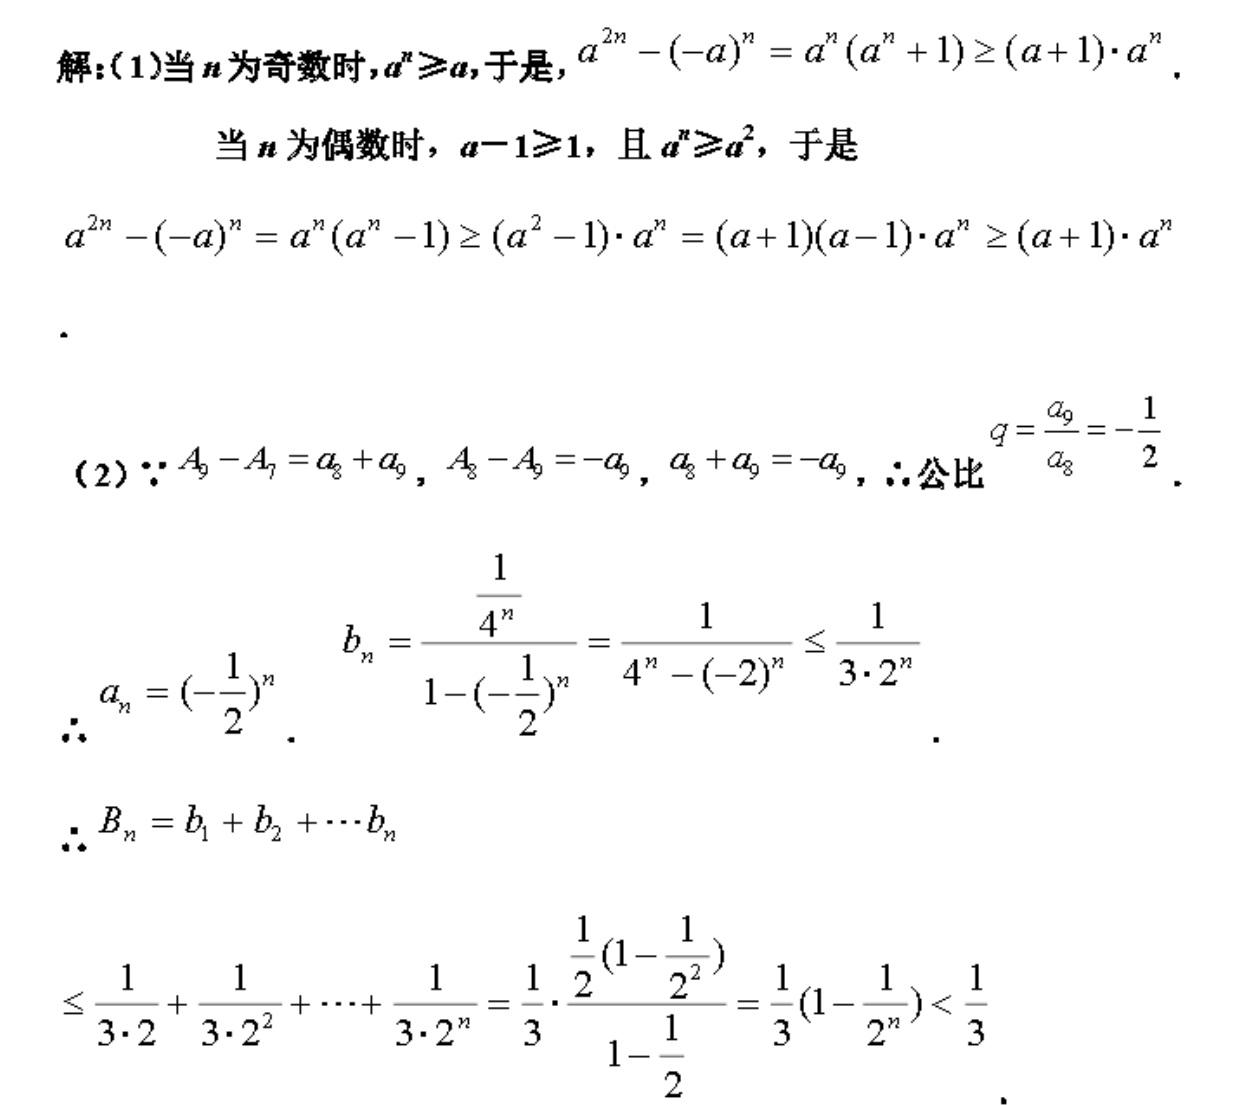 解:(1)当 n 为奇数时,aⁿ≥a,于是, a²ⁿ − (−a)ⁿ = aⁿ(aⁿ + 1) ≥ (a + 1)·aⁿ .
当 n 为偶数时，a－1≥1，且 aⁿ≥a²，于是
a²ⁿ − (−a)ⁿ = aⁿ(aⁿ − 1) ≥ (a² − 1)·aⁿ = (a + 1)(a − 1)·aⁿ ≥ (a + 1)·aⁿ
.
（2）∵ A₉ − A₇ = a₈ + a₉ , A₈ − A₉ = −a₉ , a₈ + a₉ = −a₉ , ∴公比 q = a₉/a₈ = −1/2 .
∴ aₙ = (−1/2)ⁿ . bₙ = (1/4ⁿ)/(1 − (−1/2)ⁿ) = 1/(4ⁿ − (−2)ⁿ) ≤ 1/(3·2ⁿ) .
∴ Bₙ = b₁ + b₂ + ⋯bₙ
≤ 1/(3·2) + 1/(3·2²) + ⋯ + 1/(3·2ⁿ) = 1/3 · (1/2(1 − 1/2²))/(1 − 1/2) = 1/3(1 − 1/2ⁿ) < 1/3 .